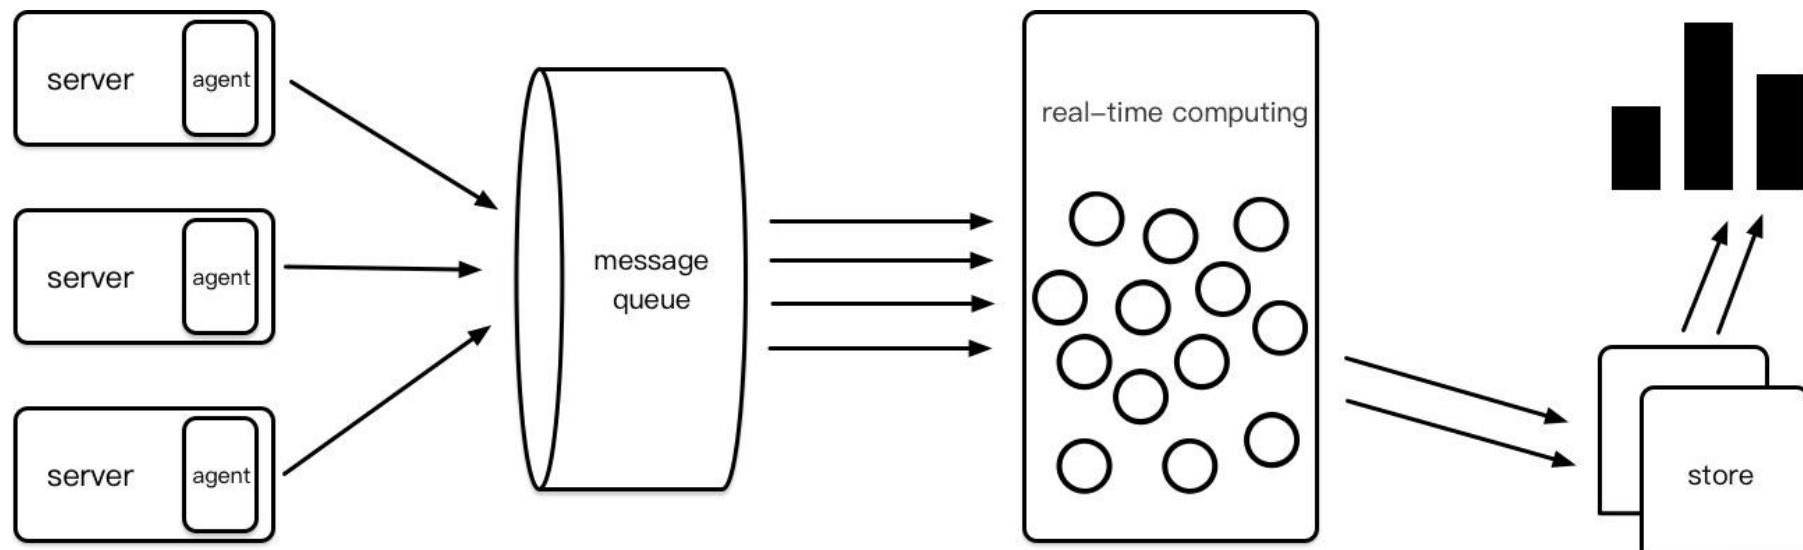 server
agent
server
agent
server
agent
message
queue
real-time computing
store